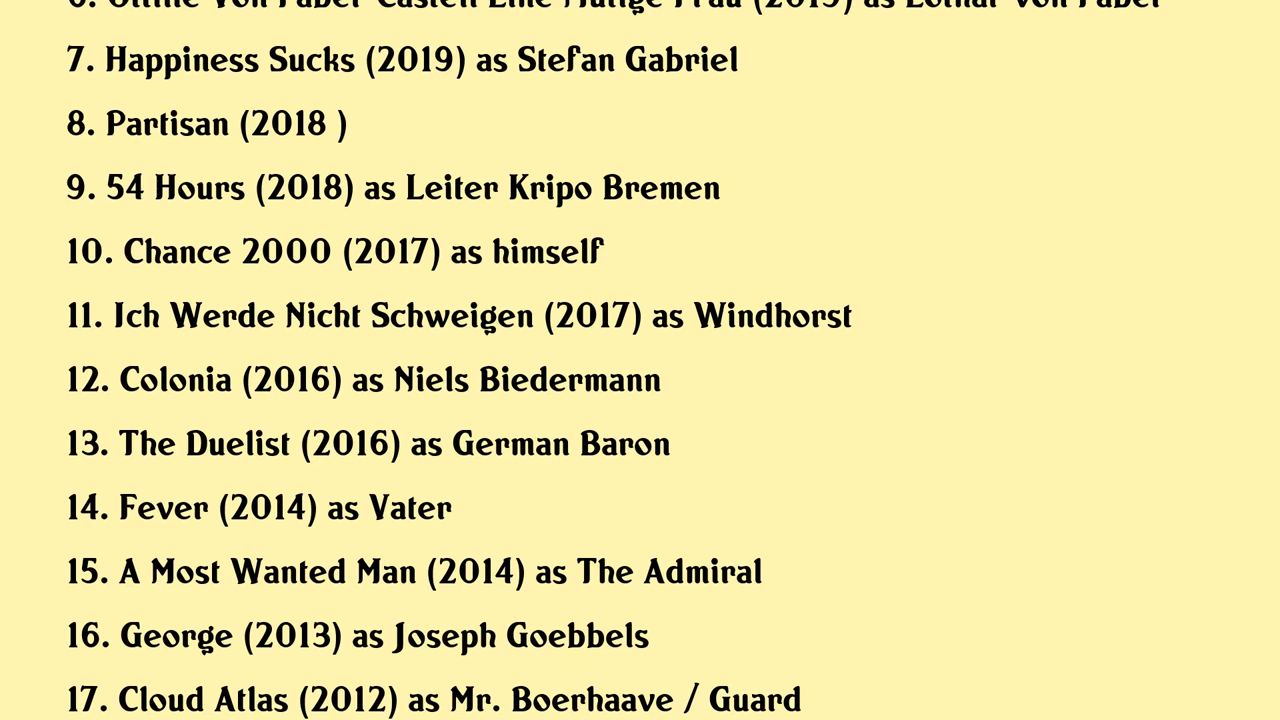 7. Happiness Sucks (2019) as Stefan Gabriel
8. Partisan (2018 )
9. 54 Hours (2018) as Leiter Kripo Bremen
10. Chance 2000 (2017) as himself
11. Ich Werde Nicht Schweigen (2017) as Windhorst
12. Colonia (2016) as Niels Biedermann
13. The Duelist (2016) as German Baron
14. Fever (2014) as Vater
15. A Most Wanted Man (2014) as The Admiral
16. George (2013) as Joseph Goebbels
17. Cloud Atlas (2012) as Mr. Boerhaave / Guard